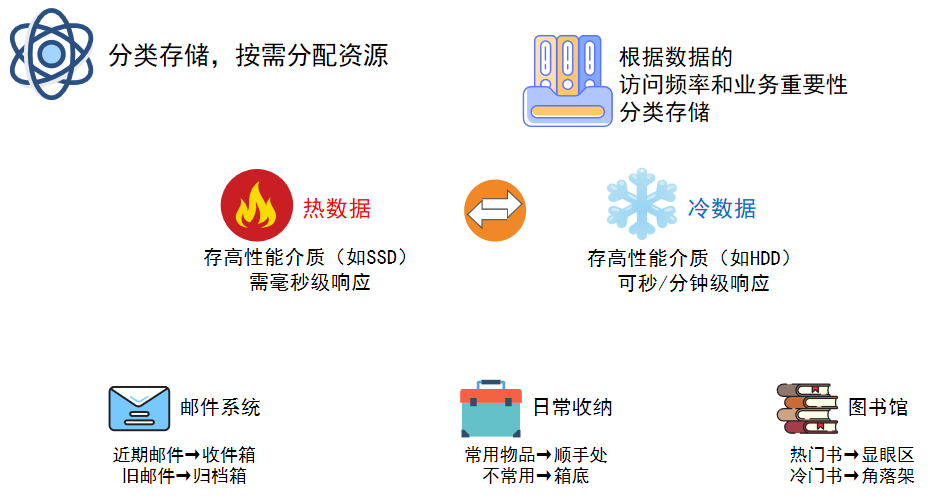 分类存储，按需分配资源
根据数据的
访问频率和业务重要性
分类存储
热数据
冷数据
存高性能介质（如SSD）
需毫秒级响应
存高性能介质（如HDD）
可秒/分钟级响应
邮件系统
近期邮件→收件箱
旧邮件→归档箱
日常收纳
常用物品→顺手处
不常用→箱底
图书馆
热门书→显眼区
冷门书→角落架